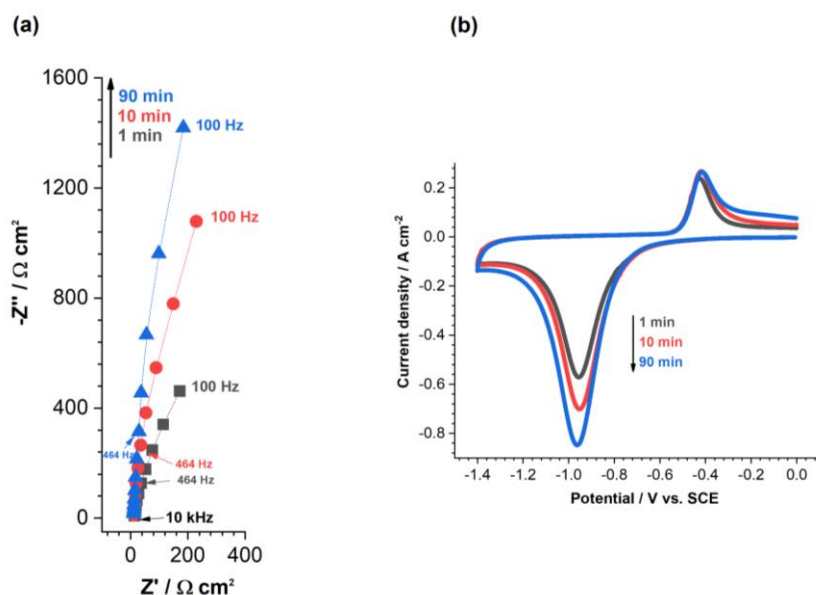 (a)
1600
1200
800
400
0
-Z'' / Ω cm²
90 min
10 min
1 min
100 Hz
100 Hz
100 Hz
464 Hz
464 Hz
464 Hz
10 kHz
0 200 400
Z' / Ω cm²
(b)
0.2
0.0
-0.2
-0.4
-0.6
-0.8
Current density / A cm⁻²
1 min
10 min
90 min
-1.4 -1.2 -1.0 -0.8 -0.6 -0.4 -0.2 0.0
Potential / V vs. SCE